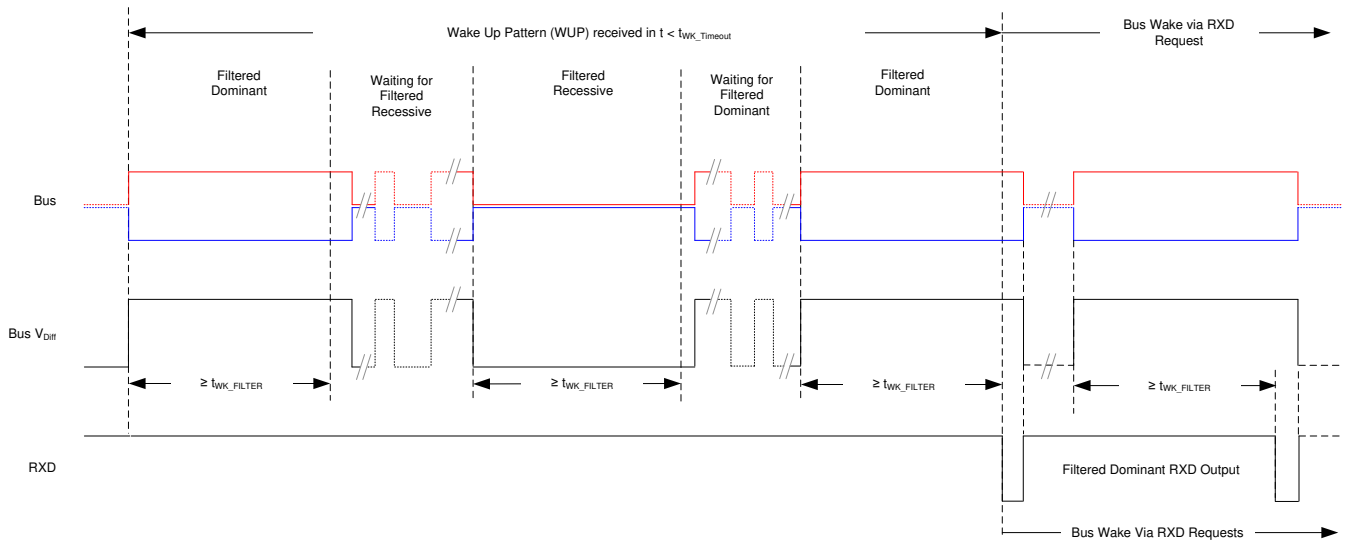 Wake Up Pattern (WUP) received in t < tWK_Timeout
Bus Wake via RXD
Request
Filtered
Dominant
Waiting for
Filtered
Recessive
Filtered
Recessive
Waiting for
Filtered
Dominant
Filtered
Dominant
Bus
Bus VDiff
≥ tWK_FILTER
≥ tWK_FILTER
≥ tWK_FILTER
≥ tWK_FILTER
RXD
Filtered Dominant RXD Output
Bus Wake Via RXD Requests